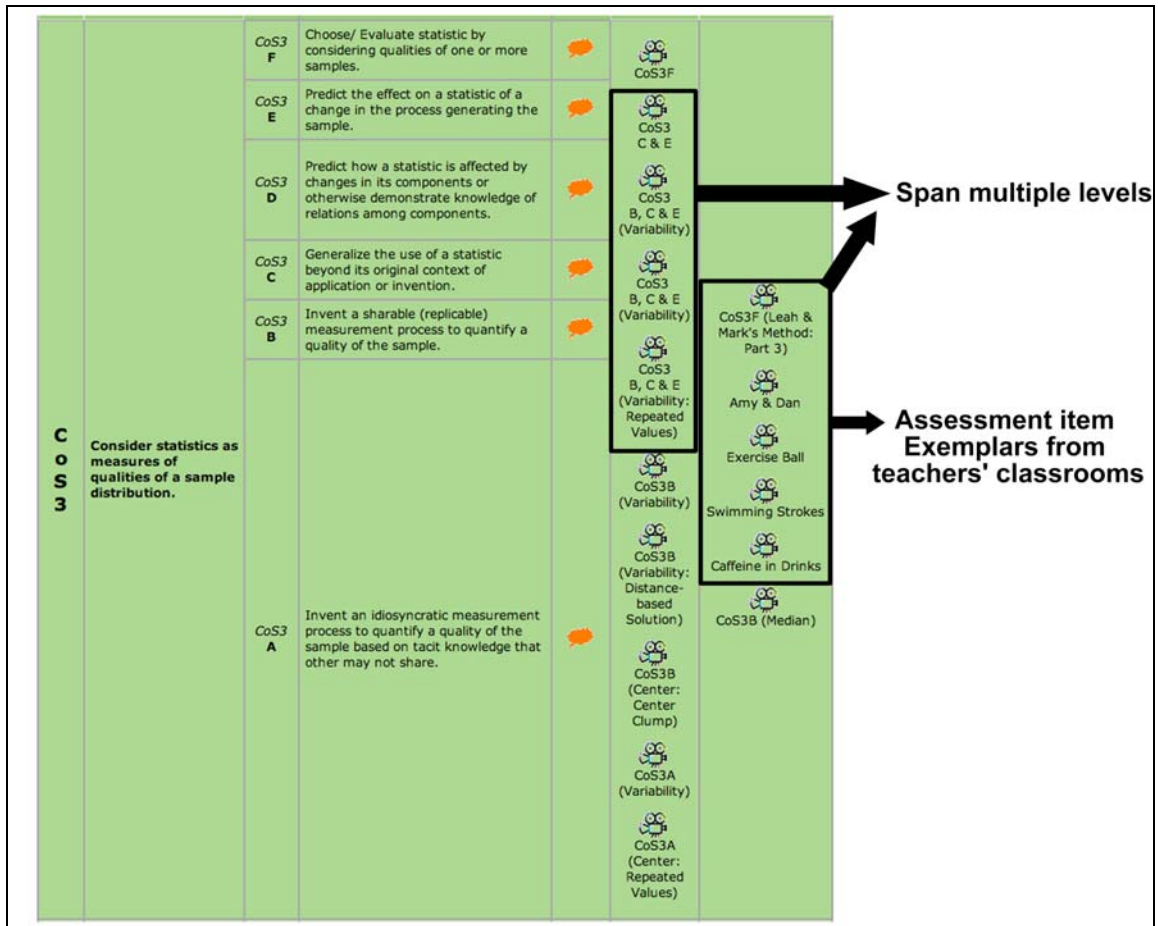 C
o
S
3
Consider statistics as
measures of
qualities of a sample
distribution.
CoS3
F
Choose/ Evaluate statistic by
considering qualities of one or more
samples.
CoS3
E
Predict the effect on a statistic of a
change in the process generating the
sample.
CoS3
D
Predict how a statistic is affected by
changes in its components or
otherwise demonstrate knowledge of
relations among components.
CoS3
C
Generalize the use of a statistic
beyond its original context of
application or invention.
CoS3
B
Invent a sharable (replicable)
measurement process to quantify a
quality of the sample.
CoS3
A
Invent an idiosyncratic measurement
process to quantify a quality of the
sample based on tacit knowledge that
other may not share.
CoS3F
CoS3
C & E
CoS3
B, C & E
(Variability)
CoS3
B, C & E
(Variability)
CoS3
B, C & E
(Variability:
Repeated
Values)
CoS3B
(Variability)
CoS3B
(Variability:
Distance-
based
Solution)
CoS3B
(Center:
Center
Clump)
CoS3A
(Variability)
CoS3A
(Center:
Repeated
Values)
CoS3F (Leah &
Mark's Method:
Part 3)
Amy & Dan
Exercise Ball
Swimming Strokes
Caffeine in Drinks
CoS3B (Median)
Span multiple levels
Assessment item
Exemplars from
teachers' classrooms